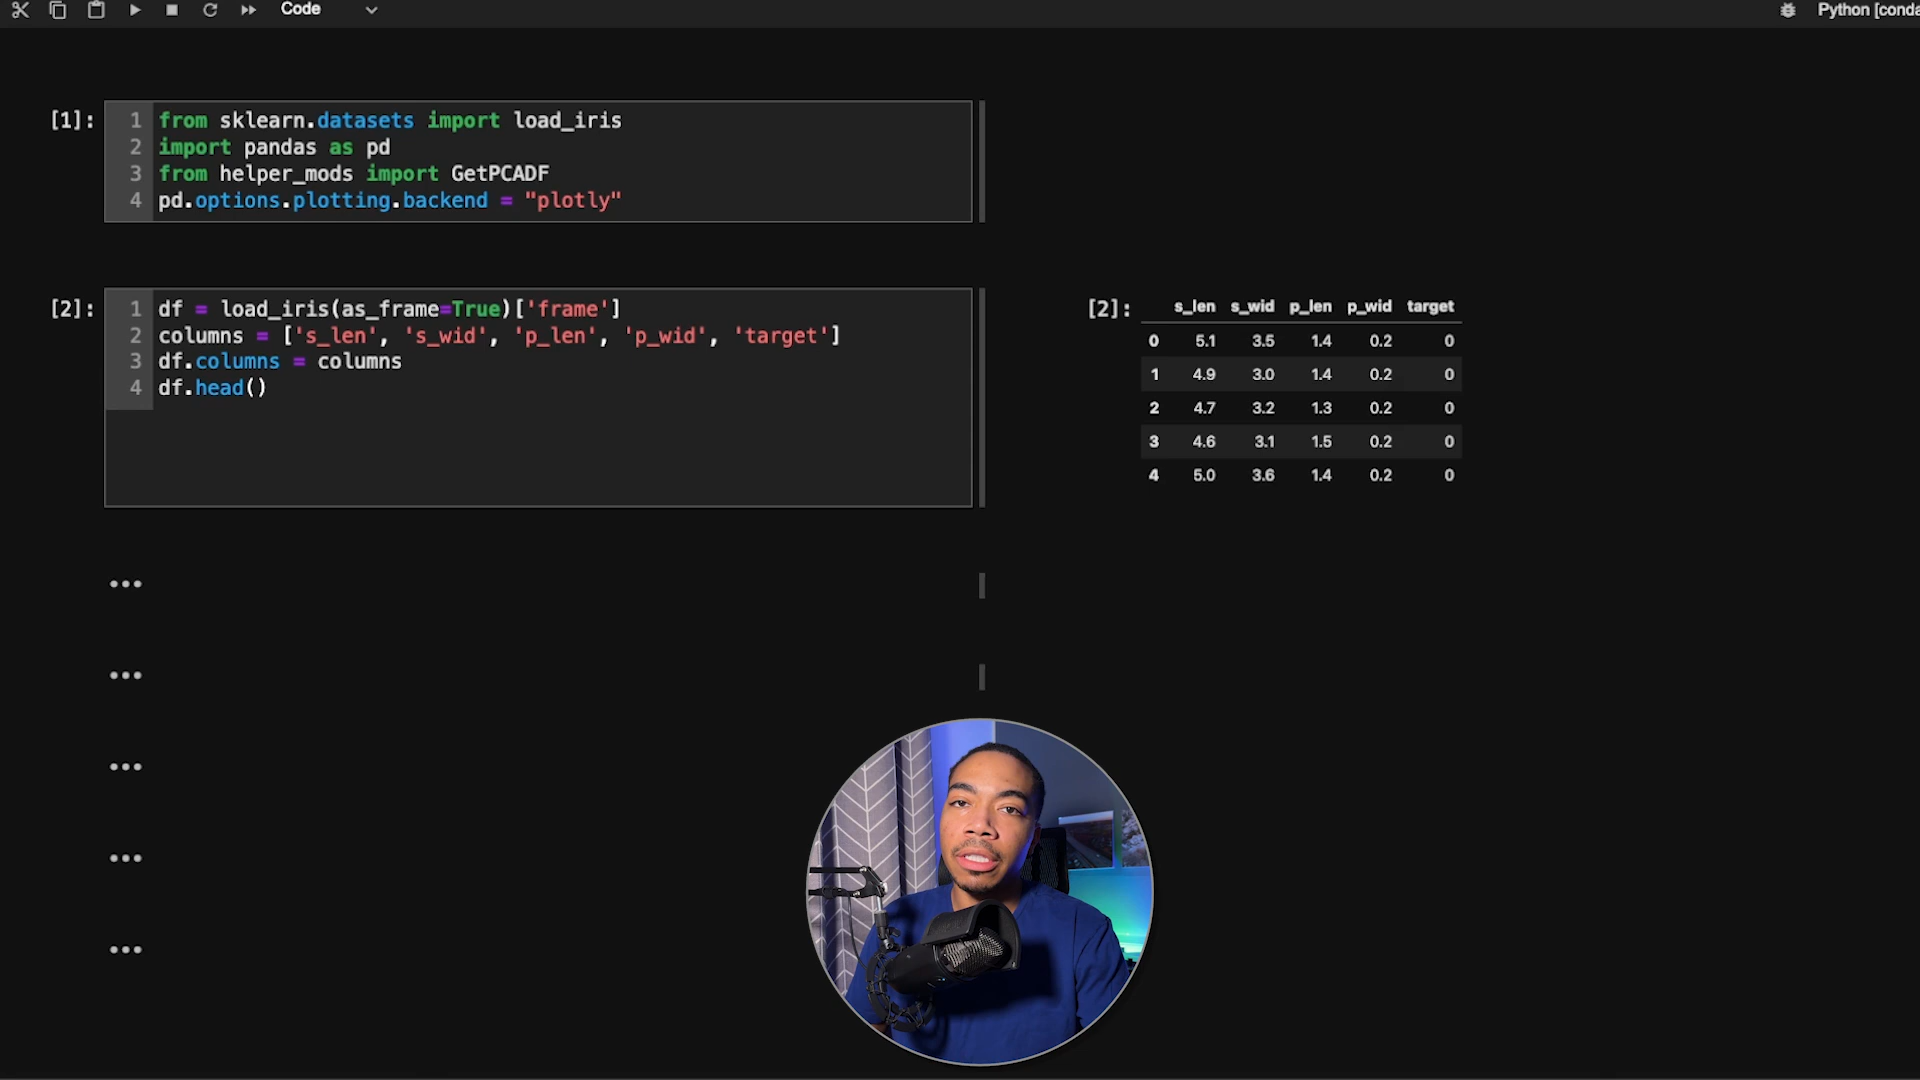 Code
Python [conda
[1]:
1 from sklearn.datasets import load_iris
2 import pandas as pd
3 from helper_mods import GetPCADF
4 pd.options.plotting.backend = "plotly"
[2]:
1 df = load_iris(as_frame=True)['frame']
2 columns = ['s_len', 's_wid', 'p_len', 'p_wid', 'target']
3 df.columns = columns
4 df.head()
[2]:
s_len s_wid p_len p_wid target
0 5.1 3.5 1.4 0.2 0
1 4.9 3.0 1.4 0.2 0
2 4.7 3.2 1.3 0.2 0
3 4.6 3.1 1.5 0.2 0
4 5.0 3.6 1.4 0.2 0